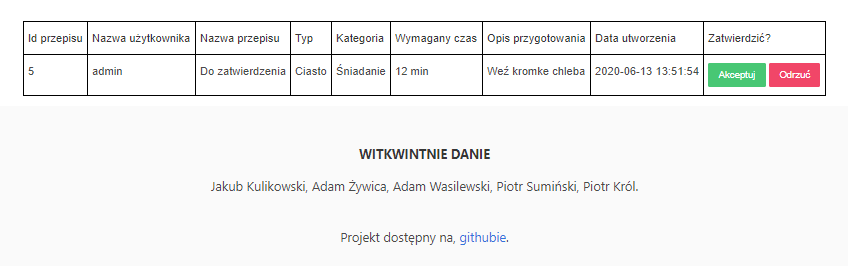 Id przepisu Nazwa użytkownika Nazwa przepisu Typ Kategoria Wymagany czas Opis przygotowania Data utworzenia Zatwierdzić?
5 admin Do zatwierdzenia Ciasto Śniadanie 12 min Weź kromke chleba 2020-06-13 13:51:54 Akceptuj Odrzuć
WITKWINTNIE DANIE
Jakub Kulikowski, Adam Żywica, Adam Wasilewski, Piotr Sumiński, Piotr Król.
Projekt dostępny na, githubie.